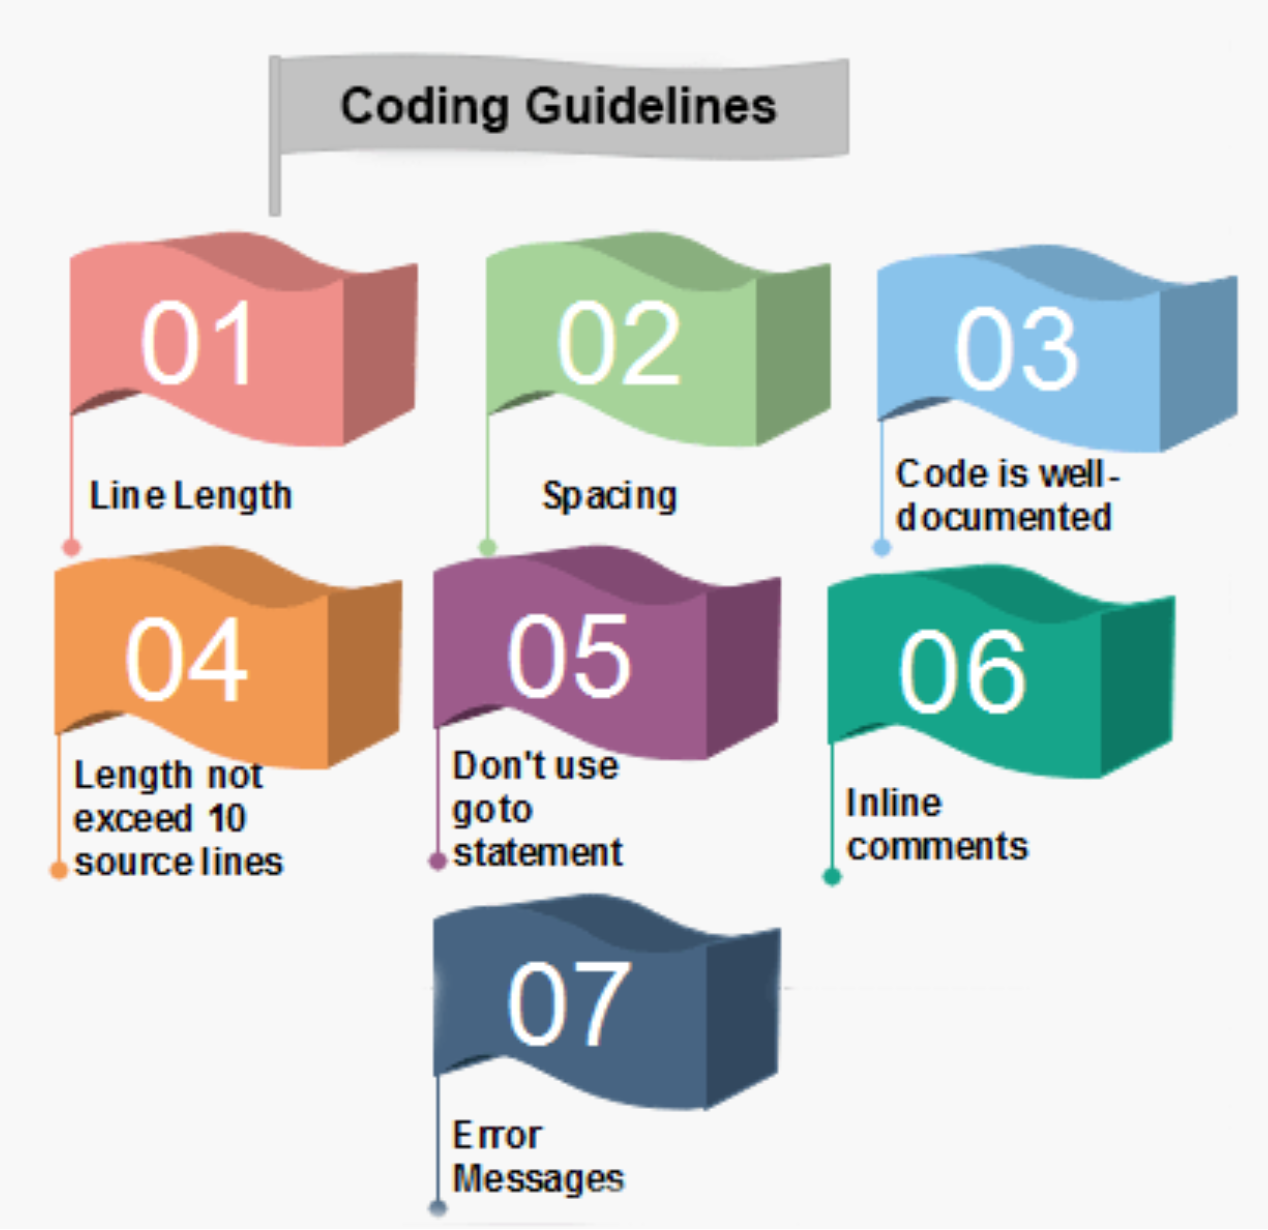 Coding Guidelines
01
02
03
Line Length
Spacing
Code is well-
documented
04
05
06
Length not
exceed 10
source lines
Don't use
goto
statement
Inline
comments
07
Error
Messages